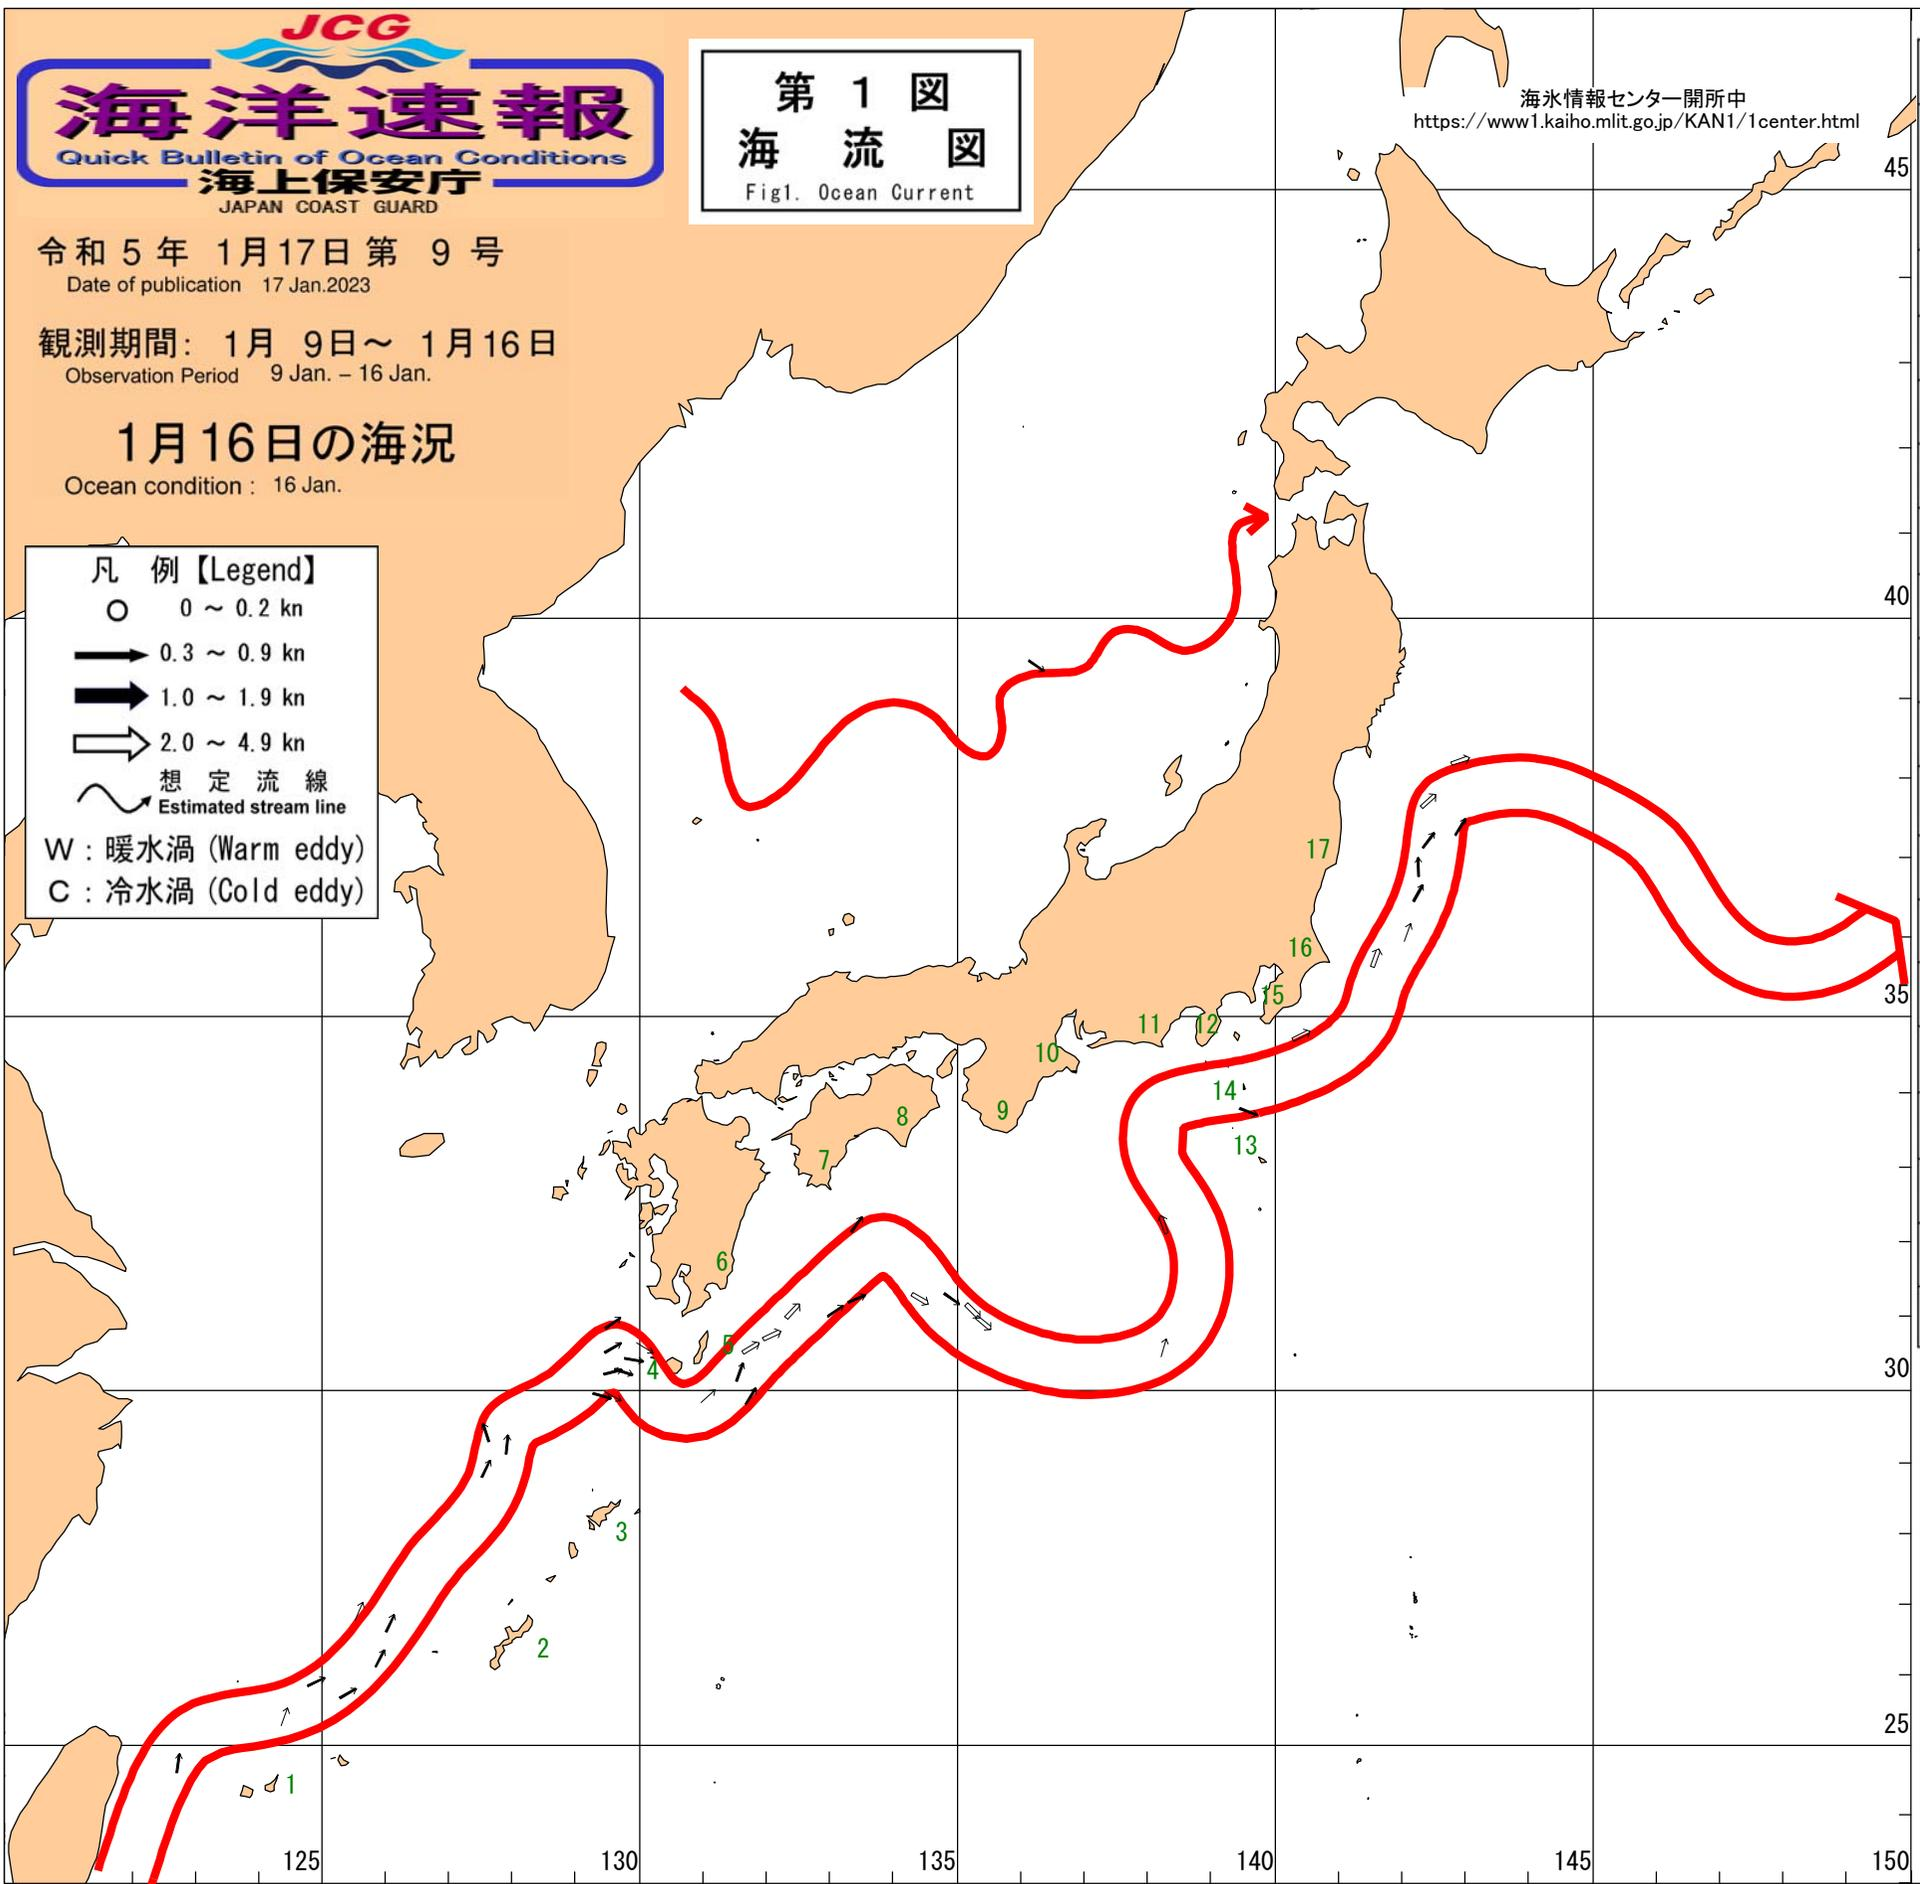 JCG
海洋速報
Quick Bulletin of Ocean Conditions
海上保安庁
JAPAN COAST GUARD
第 1 図
海 流 図
Fig1. Ocean Current
海氷情報センター開所中
https://www1.kaiho.mlit.go.jp/KAN1/1center.html
令和 5 年 1月17日 第 9 号
Date of publication 17 Jan.2023
観測期間: 1月 9日～ 1月16日
Observation Period 9 Jan. – 16 Jan.
1月16日の海況
Ocean condition : 16 Jan.
凡 例【Legend】
0 ～ 0.2 kn
0.3 ～ 0.9 kn
1.0 ～ 1.9 kn
2.0 ～ 4.9 kn
想 定 流 線
Estimated stream line
W : 暖水渦 (Warm eddy)
C : 冷水渦 (Cold eddy)
45
40
35
30
25
17
16
15
12
11
10
14
13
9
8
7
6
5
4
3
2
1
125
130
135
140
145
150